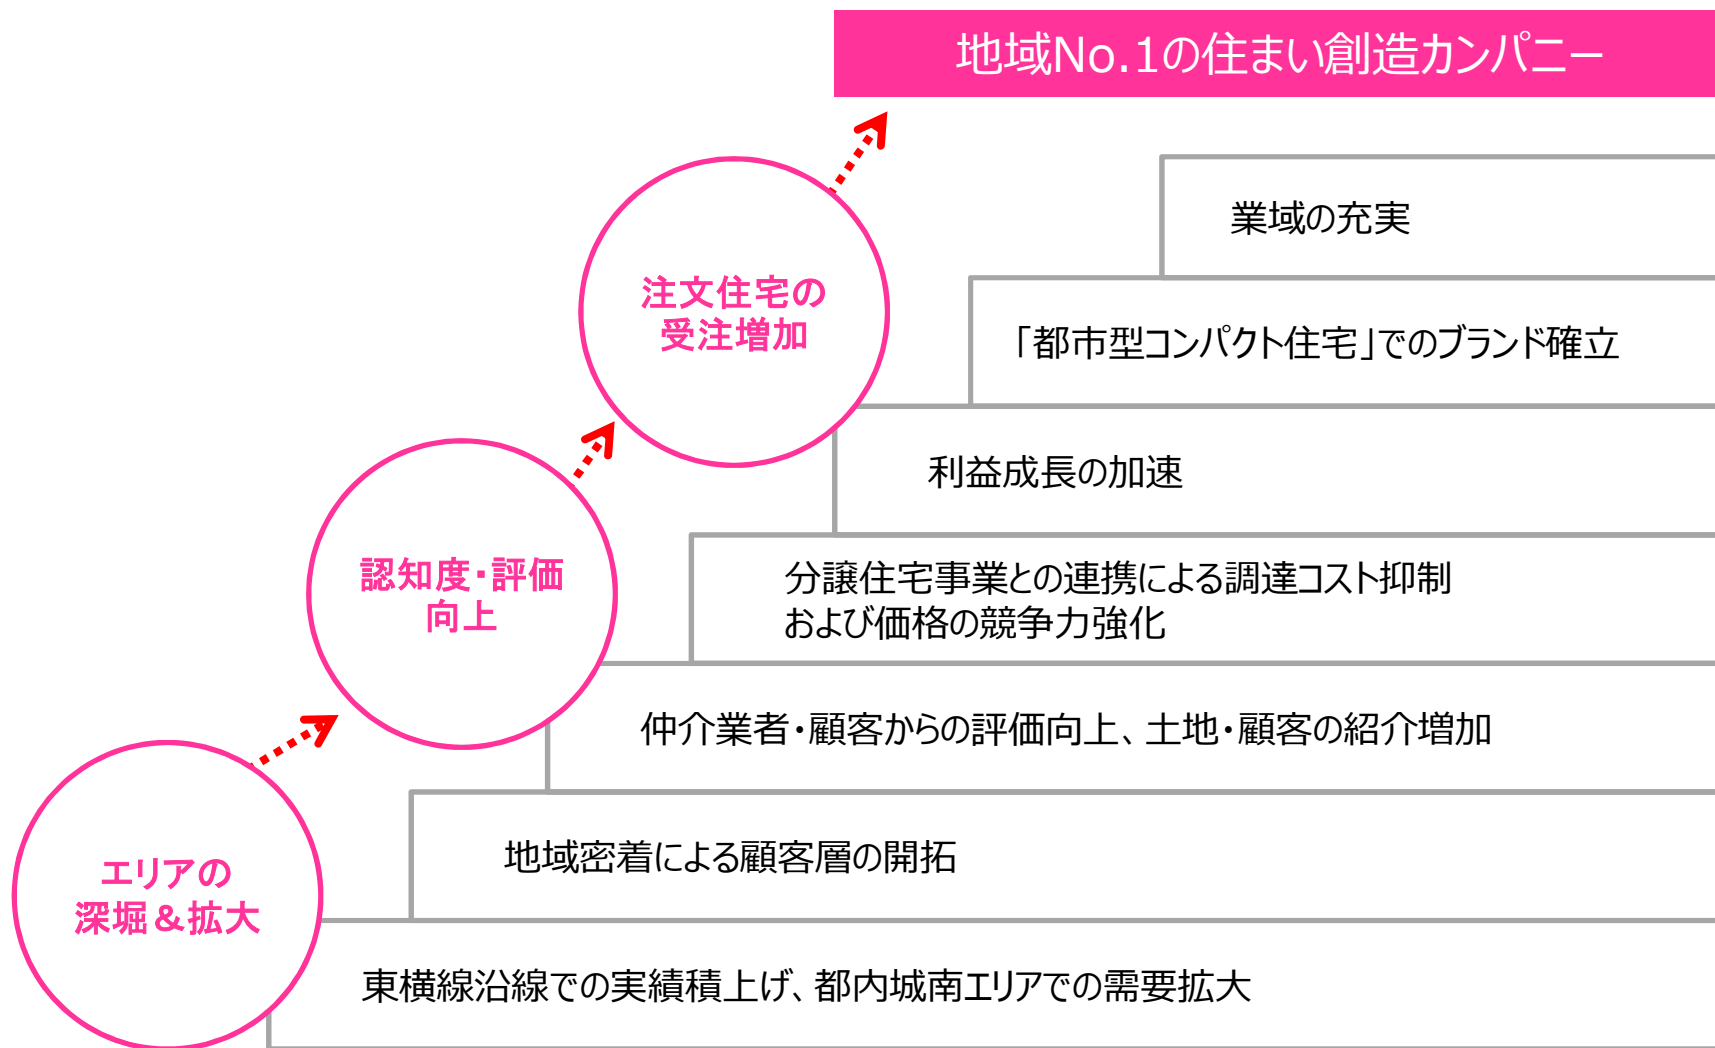 地域No.1の住まい創造カンパニー
業域の充実
注文住宅の
受注増加
「都市型コンパクト住宅」でのブランド確立
利益成長の加速
認知度・評価
向上
分譲住宅事業との連携による調達コスト抑制
および価格の競争力強化
仲介業者・顧客からの評価向上、土地・顧客の紹介増加
エリアの
深堀＆拡大
地域密着による顧客層の開拓
東横線沿線での実績積上げ、都内城南エリアでの需要拡大